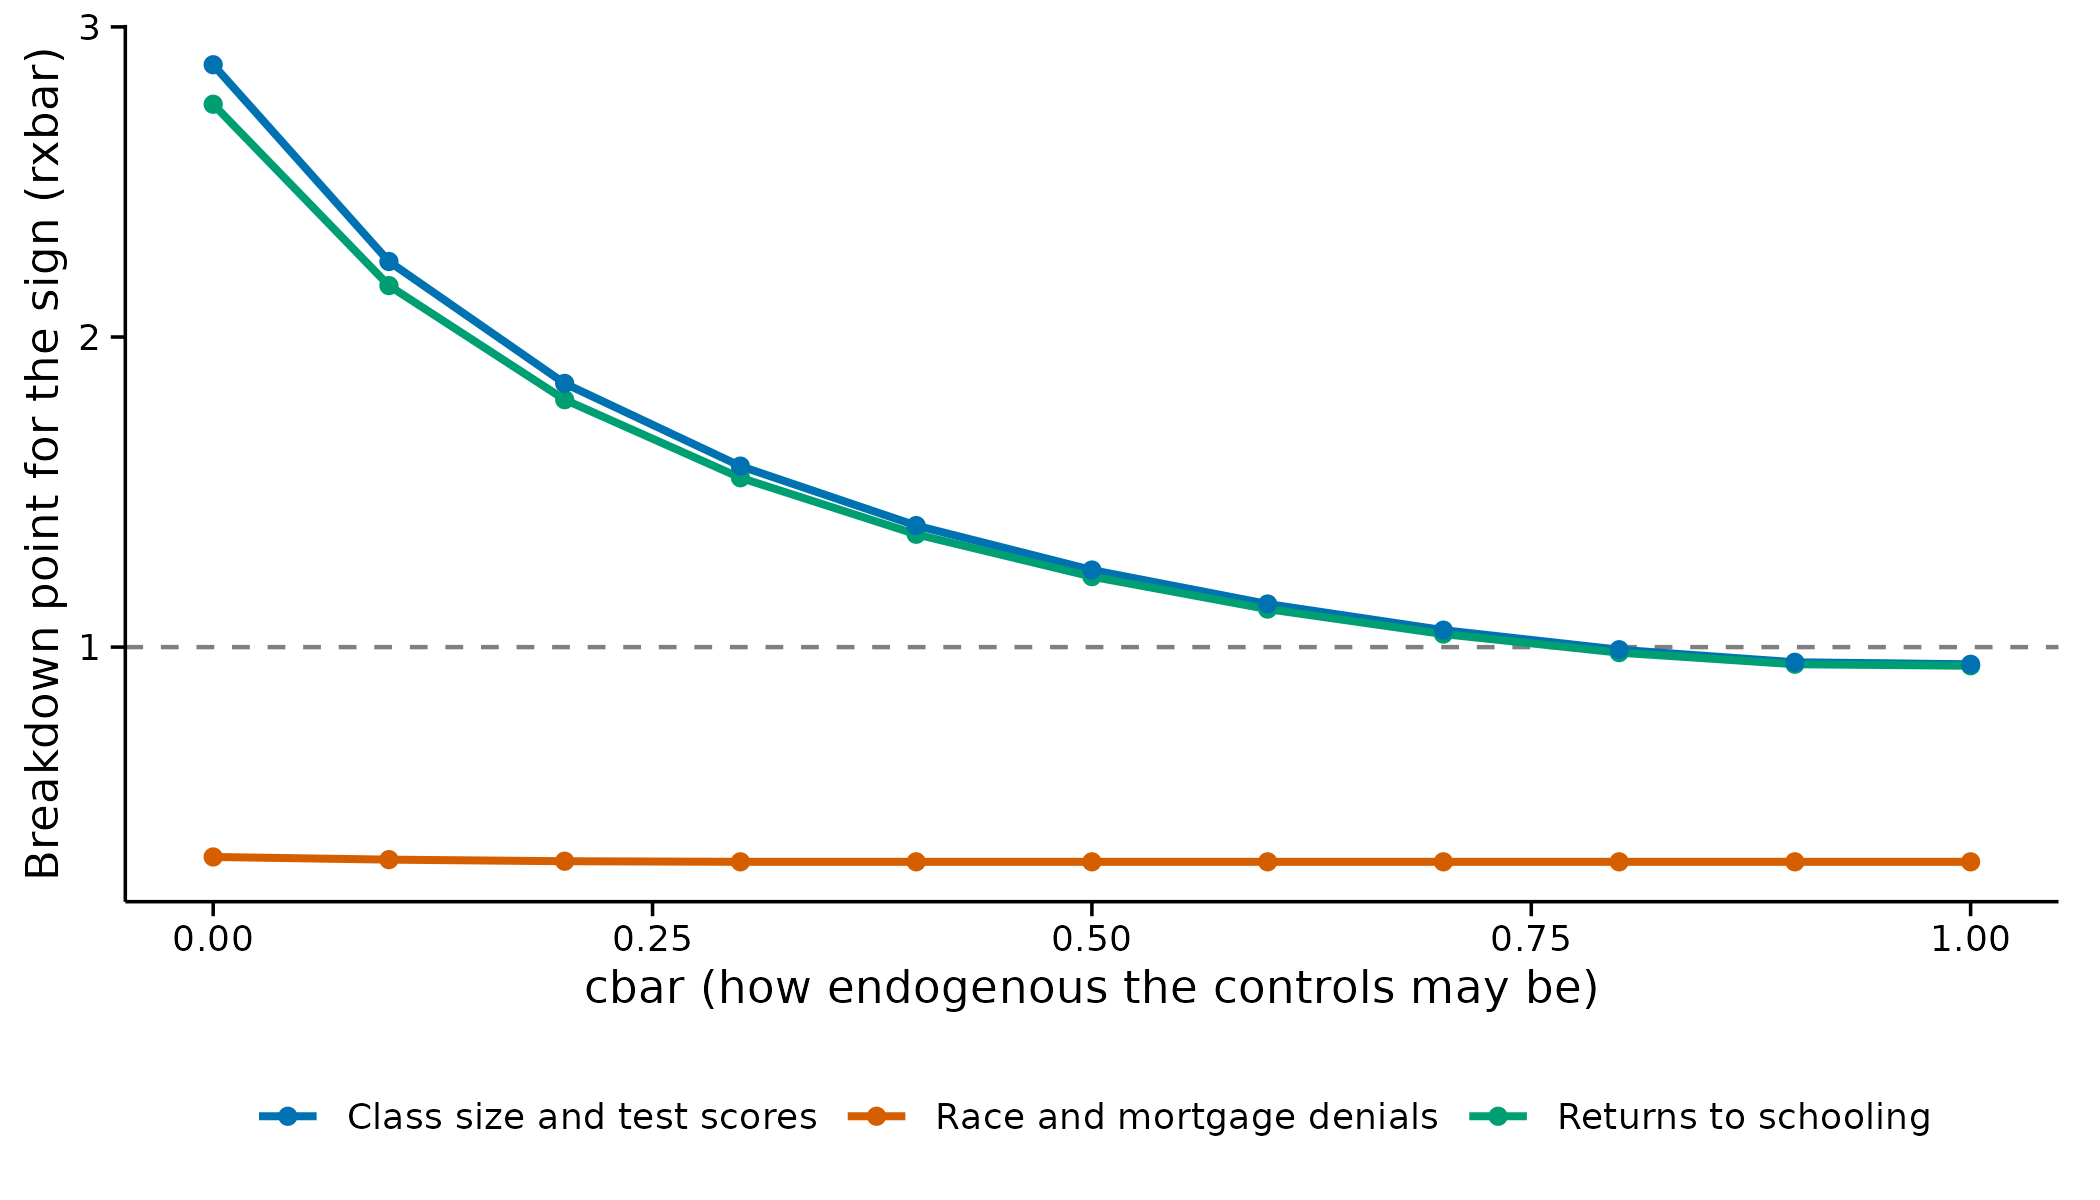 3
2
1
Breakdown point for the sign (rxbar)
0.00 0.25 0.50 0.75 1.00
cbar (how endogenous the controls may be)
Class size and test scores Race and mortgage denials Returns to schooling